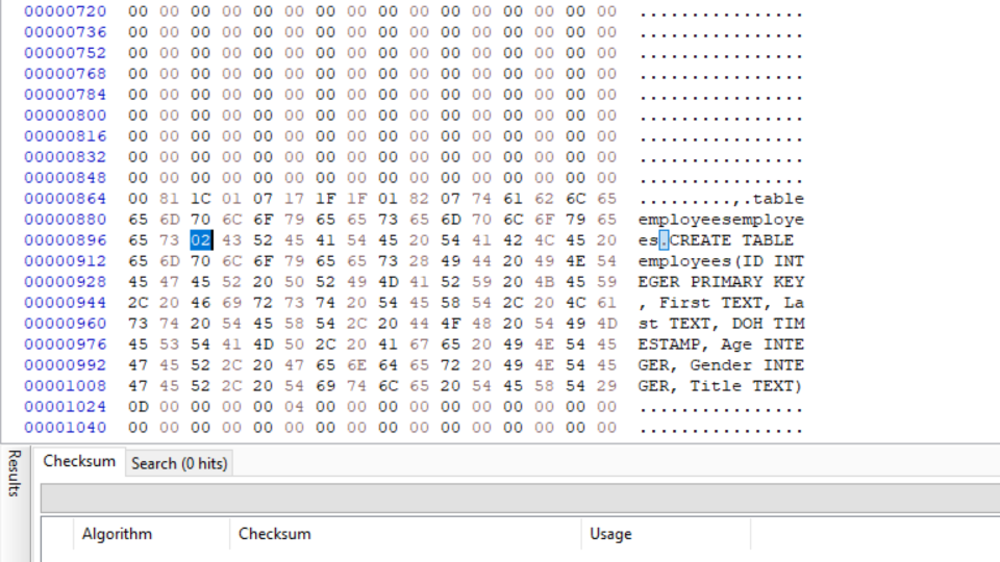 00000720 00 00 00 00 00 00 00 00 00 00 00 00 00 00 00 00 ................
00000736 00 00 00 00 00 00 00 00 00 00 00 00 00 00 00 00 ................
00000752 00 00 00 00 00 00 00 00 00 00 00 00 00 00 00 00 ................
00000768 00 00 00 00 00 00 00 00 00 00 00 00 00 00 00 00 ................
00000784 00 00 00 00 00 00 00 00 00 00 00 00 00 00 00 00 ................
00000800 00 00 00 00 00 00 00 00 00 00 00 00 00 00 00 00 ................
00000816 00 00 00 00 00 00 00 00 00 00 00 00 00 00 00 00 ................
00000832 00 00 00 00 00 00 00 00 00 00 00 00 00 00 00 00 ................
00000848 00 00 00 00 00 00 00 00 00 00 00 00 00 00 00 00 ................
00000864 00 81 1C 01 07 17 1F 1F 01 82 07 74 61 62 6C 65 .........,.table
00000880 65 6D 70 6C 6F 79 65 65 73 65 6D 70 6C 6F 79 65 employeesemploye
00000896 65 73 02 43 52 45 41 54 45 20 54 41 42 4C 45 20 es.CREATE TABLE
00000912 65 6D 70 6C 6F 79 65 65 73 28 49 44 20 49 4E 54 employees(ID INT
00000928 45 47 45 52 20 50 52 49 4D 41 52 59 20 4B 45 59 EGER PRIMARY KEY
00000944 2C 20 46 69 72 73 74 20 54 45 58 54 2C 20 4C 61 , First TEXT, La
00000960 73 74 20 54 45 58 54 2C 20 44 4F 48 20 54 49 4D st TEXT, DOH TIM
00000976 45 53 54 41 4D 50 2C 20 41 67 65 20 49 4E 54 45 ESTAMP, Age INTE
00000992 47 45 52 2C 20 47 65 6E 64 65 72 20 49 4E 54 45 GER, Gender INTE
00001008 47 45 52 2C 20 54 69 74 6C 65 20 54 45 58 54 29 GER, Title TEXT)
00001024 0D 00 00 00 00 04 00 00 00 00 00 00 00 00 00 00 ................
00001040 00 00 00 00 00 00 00 00 00 00 00 00 00 00 00 00 ................
Results
Checksum Search (0 hits)
Algorithm Checksum Usage